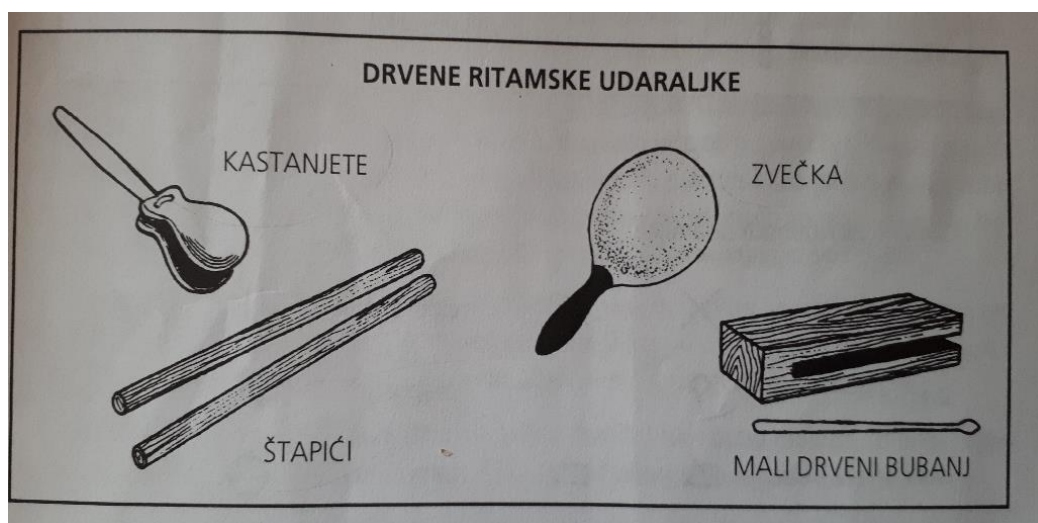 DRVENE RITAMSKE UDARALJKE
KASTANJETE
ZVEČKA
ŠTAPIĆI
MALI DRVENI BUBANJ